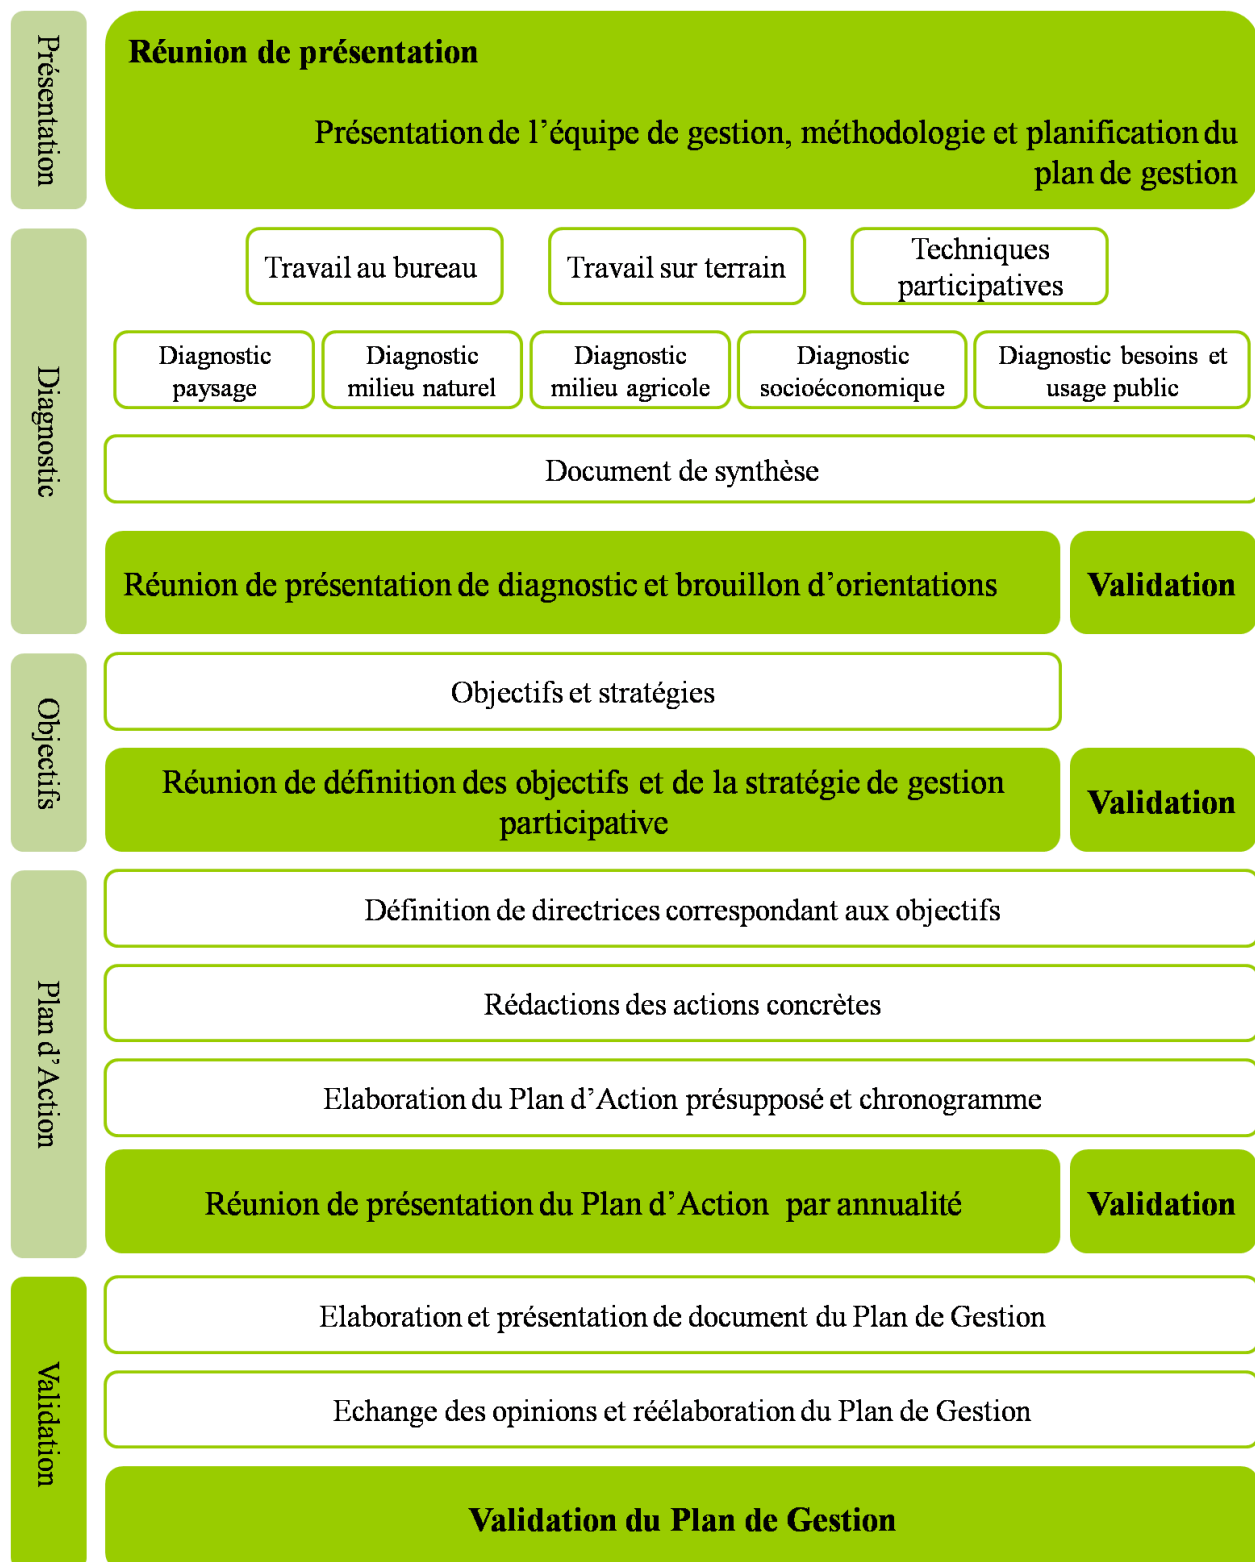 Présentation
Réunion de présentation
Présentation de l’équipe de gestion, méthodologie et planification du
plan de gestion
Diagnostic
Travail au bureau
Travail sur terrain
Techniques
participatives
Diagnostic
paysage
Diagnostic
milieu naturel
Diagnostic
milieu agricole
Diagnostic
socioéconomique
Diagnostic besoins et
usage public
Document de synthèse
Réunion de présentation de diagnostic et brouillon d’orientations
Validation
Objectifs
Objectifs et stratégies
Réunion de définition des objectifs et de la stratégie de gestion
participative
Validation
Plan d’Action
Définition de directrices correspondant aux objectifs
Rédactions des actions concrètes
Elaboration du Plan d’Action présupposé et chronogramme
Réunion de présentation du Plan d’Action par annualité
Validation
Validation
Elaboration et présentation de document du Plan de Gestion
Echange des opinions et réélaboration du Plan de Gestion
Validation du Plan de Gestion